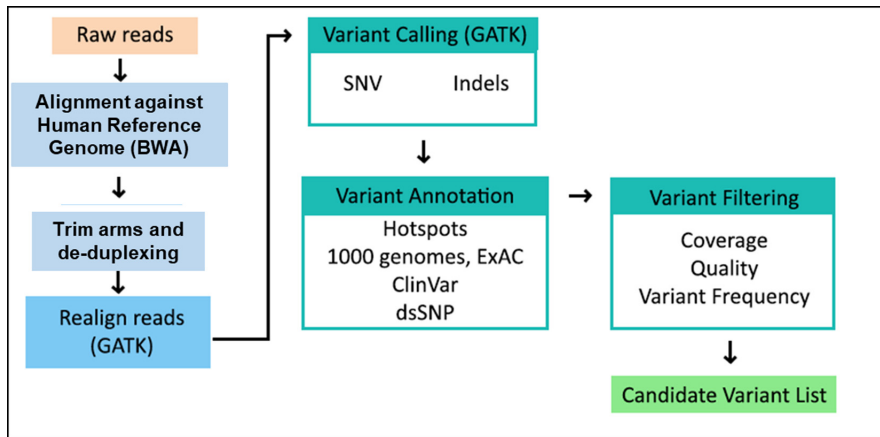 Raw reads
Alignment against
Human Reference
Genome (BWA)
Trim arms and
de-duplexing
Realign reads
(GATK)
Variant Calling (GATK)
SNV Indels
Variant Annotation
Hotspots
1000 genomes, ExAC
ClinVar
dsSNP
Variant Filtering
Coverage
Quality
Variant Frequency
Candidate Variant List